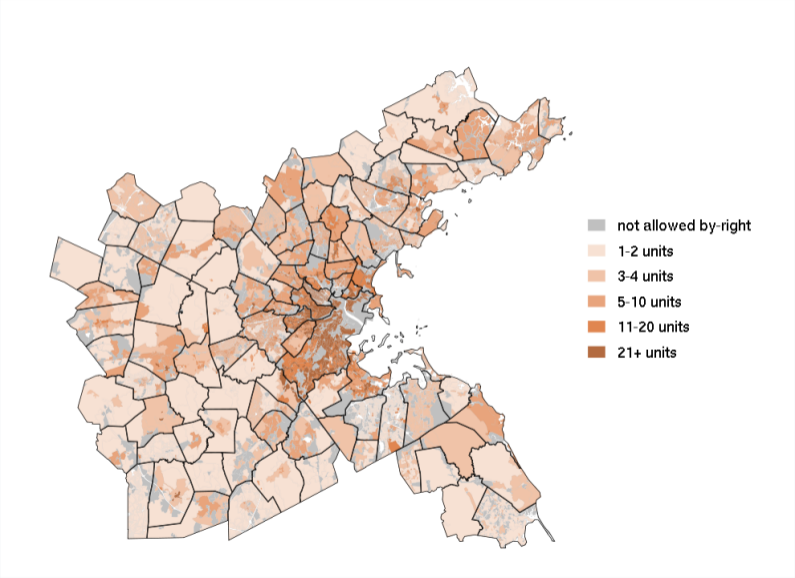 not allowed by-right
1-2 units
3-4 units
5-10 units
11-20 units
21+ units